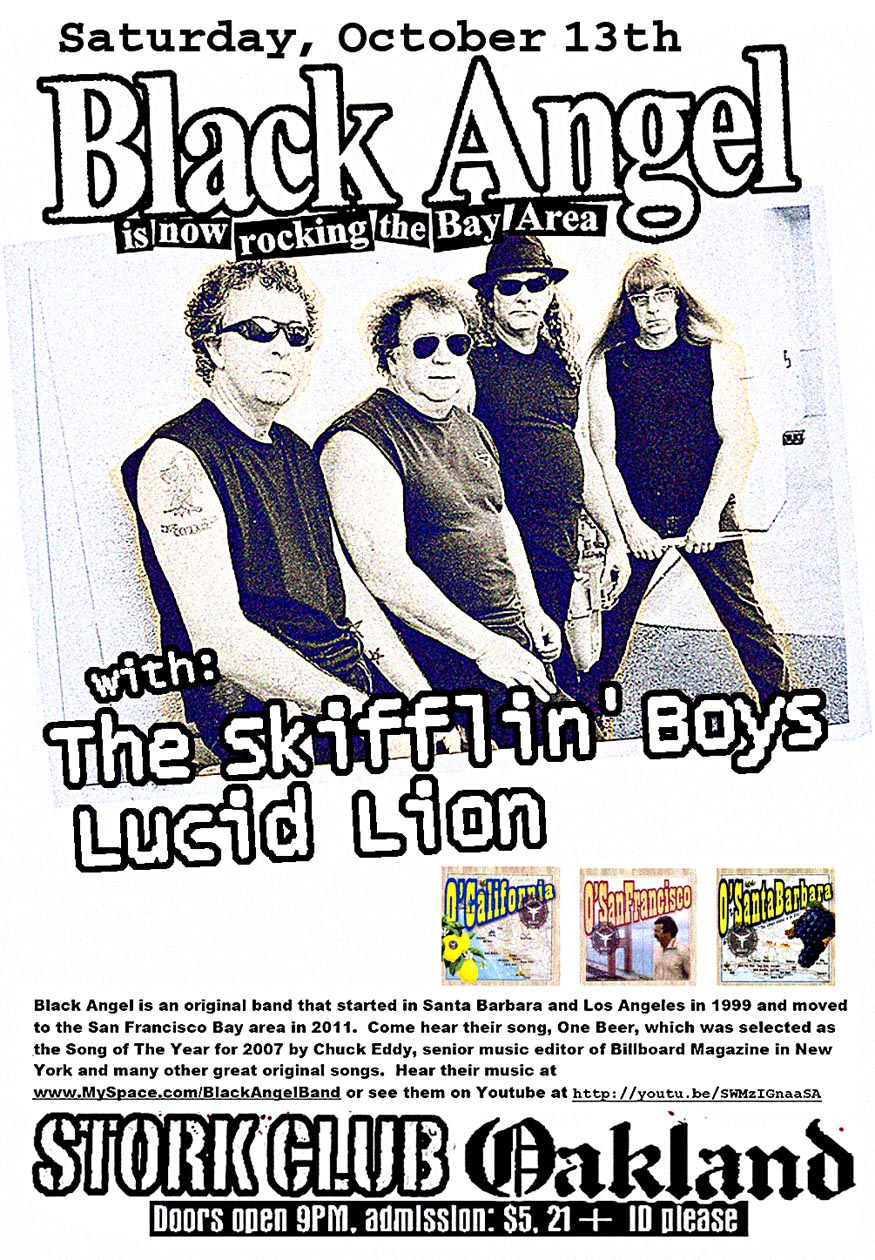 Saturday, October 13th
Black Angel
is now rocking the Bay Area
with:
The Skifflin' Boys
Lucid Lion
O'California
O'SanFrancisco
O'SantaBarbara
Black Angel is an original band that started in Santa Barbara and Los Angeles in 1999 and moved
to the San Francisco Bay area in 2011. Come hear their song, One Beer, which was selected as
the Song of The Year for 2007 by Chuck Eddy, senior music editor of Billboard Magazine in New
York and many other great original songs. Hear their music at
www.MySpace.com/BlackAngelBand or see them on Youtube at http://youtu.be/SWMzIGnaaSA
STORK CLUB Oakland
Doors open 9PM, admission: $5, 21 + ID please